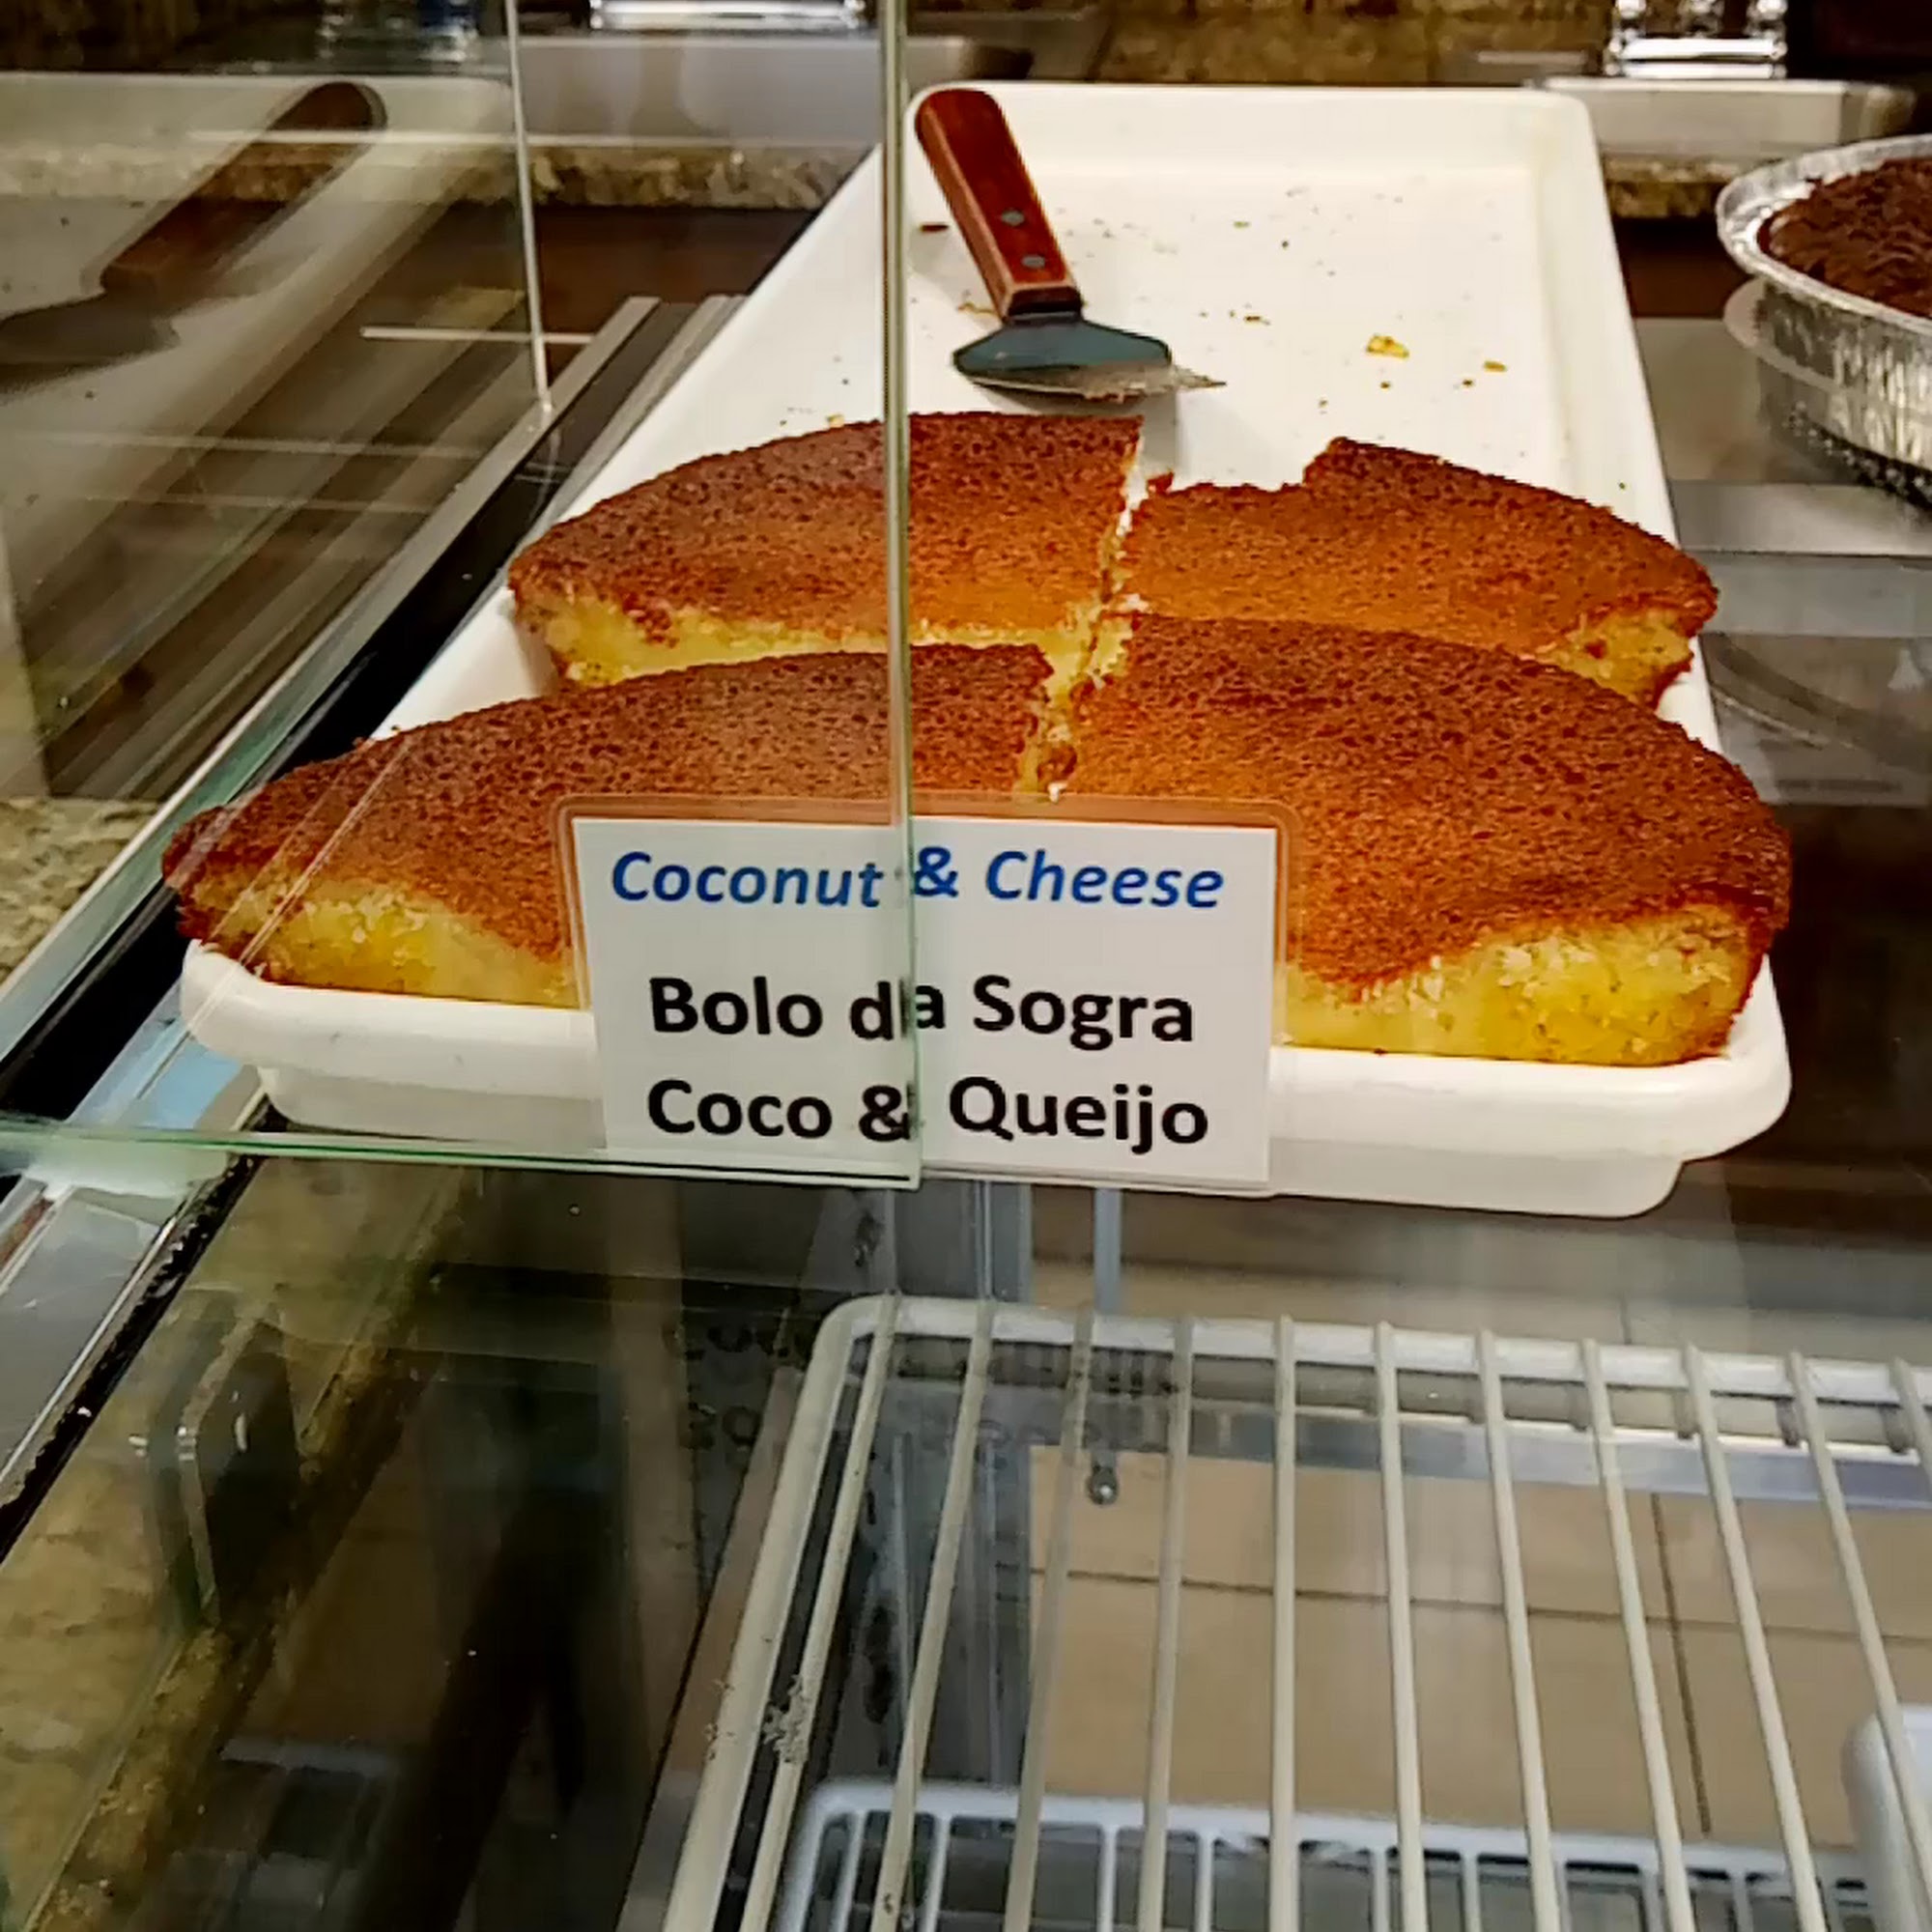 Coconut & Cheese
Bolo da Sogra
Coco & Queijo